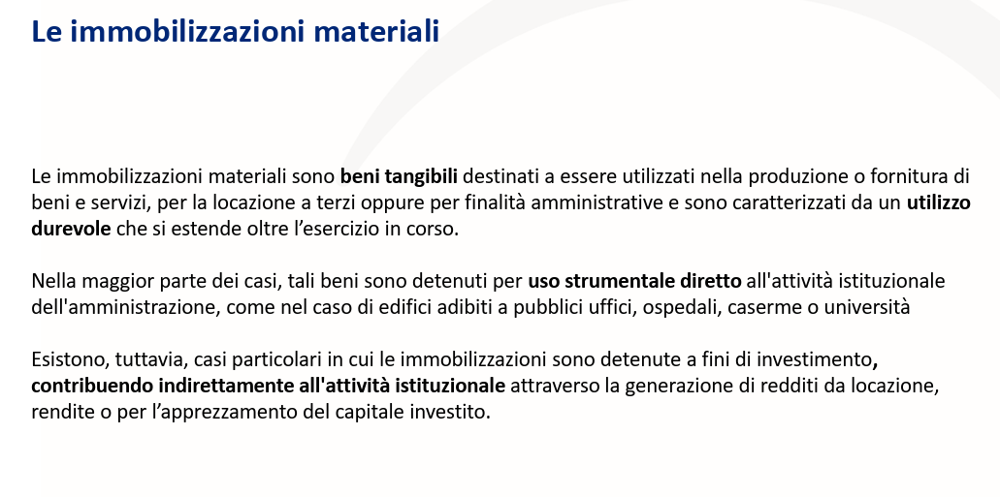 Le immobilizzazioni materiali
Le immobilizzazioni materiali sono beni tangibili destinati a essere utilizzati nella produzione o fornitura di
beni e servizi, per la locazione a terzi oppure per finalità amministrative e sono caratterizzati da un utilizzo
durevole che si estende oltre l’esercizio in corso.
Nella maggior parte dei casi, tali beni sono detenuti per uso strumentale diretto all'attività istituzionale
dell'amministrazione, come nel caso di edifici adibiti a pubblici uffici, ospedali, caserme o università
Esistono, tuttavia, casi particolari in cui le immobilizzazioni sono detenute a fini di investimento,
contribuendo indirettamente all'attività istituzionale attraverso la generazione di redditi da locazione,
rendite o per l’apprezzamento del capitale investito.